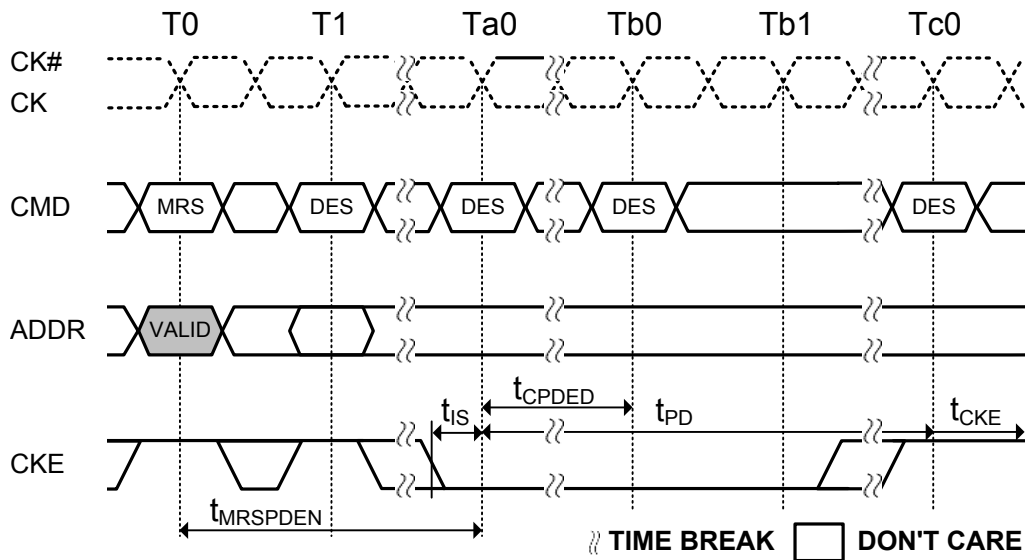 T0 T1 Ta0 Tb0 Tb1 Tc0
CK#
CK
CMD MRS DES DES DES DES
ADDR VALID
tIS tCPDED tPD tCKE
CKE
tMRSPDEN
TIME BREAK DON'T CARE